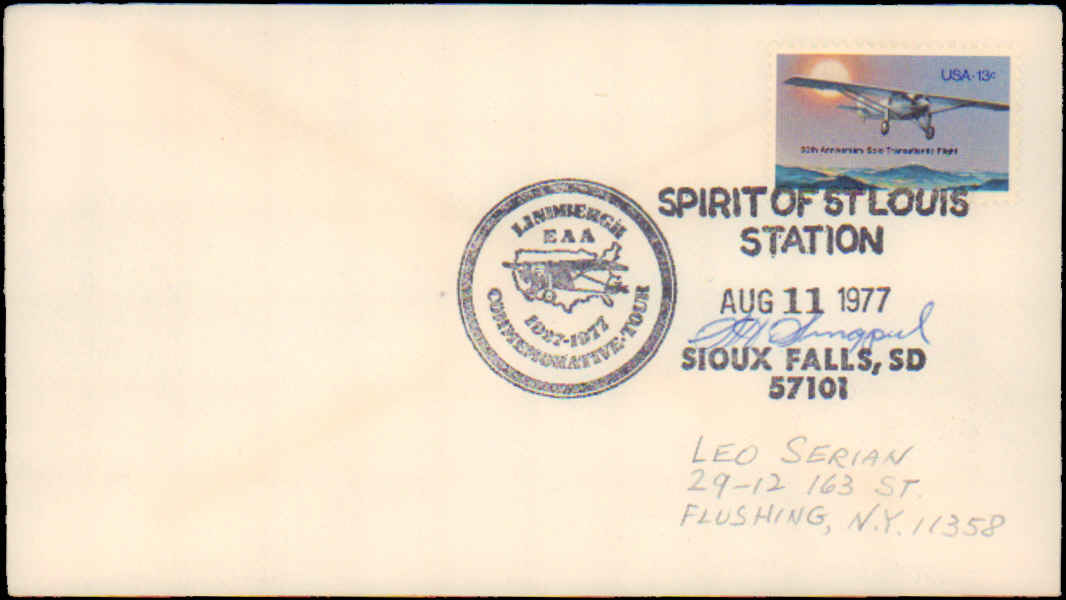 USA·13c
50th Anniversary Solo Transatlantic Flight
SPIRIT OF ST LOUIS
STATION
LINDBERGH
EAA
1927-1977
COMMEMORATIVE·TOUR
AUG 11 1977
SIOUX FALLS, SD
57101
LEO SERIAN
29-12 163 ST.
FLUSHING, N.Y. 11358